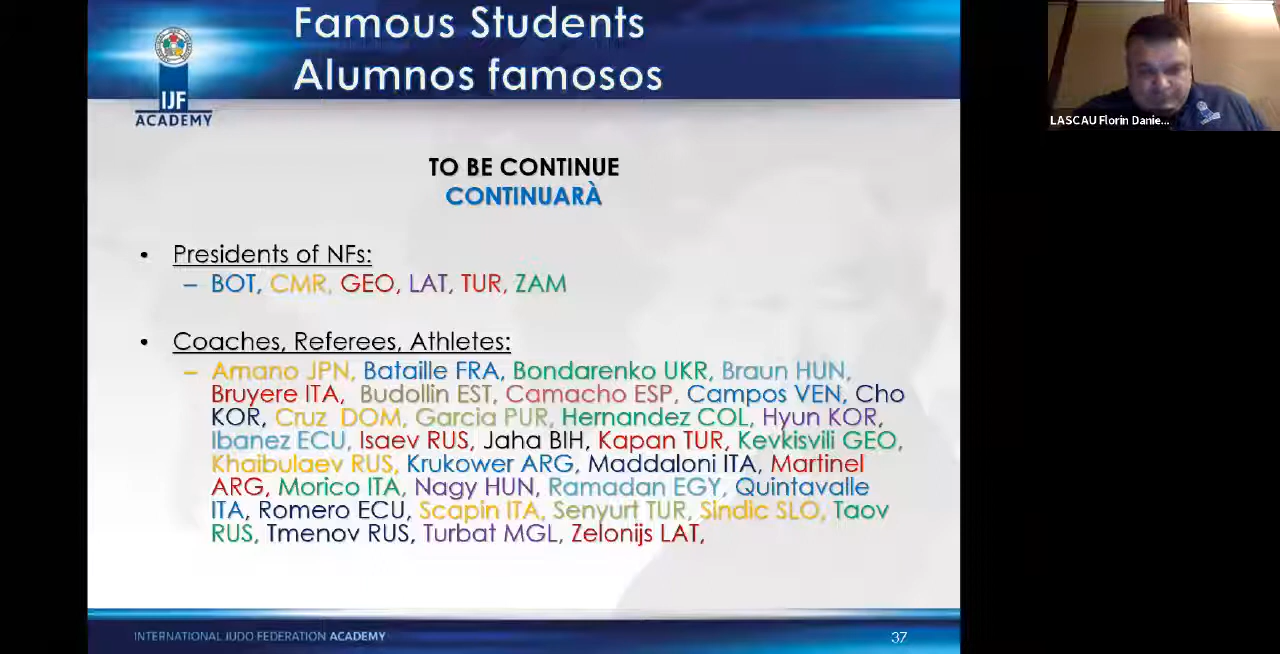 Famous Students
Alumnos famosos
IJF
ACADEMY
LASCAU Florin Danie...
TO BE CONTINUE
CONTINUARÀ
• Presidents of NFs:
– BOT, CMR, GEO, LAT, TUR, ZAM
• Coaches, Referees, Athletes:
– Amano JPN, Bataille FRA, Bondarenko UKR, Braun HUN,
Bruyere ITA, Budollin EST, Camacho ESP, Campos VEN, Cho
KOR, Cruz DOM, Garcia PUR, Hernandez COL, Hyun KOR,
Ibanez ECU, Isaev RUS, Jaha BIH, Kapan TUR, Kevkisvili GEO,
Khaibulaev RUS, Krukower ARG, Maddaloni ITA, Martinel
ARG, Morico ITA, Nagy HUN, Ramadan EGY, Quintavalle
ITA, Romero ECU, Scapin ITA, Senyurt TUR, Sindic SLO, Taov
RUS, Tmenov RUS, Turbat MGL, Zelonijs LAT,
INTERNATIONAL JUDO FEDERATION ACADEMY
37